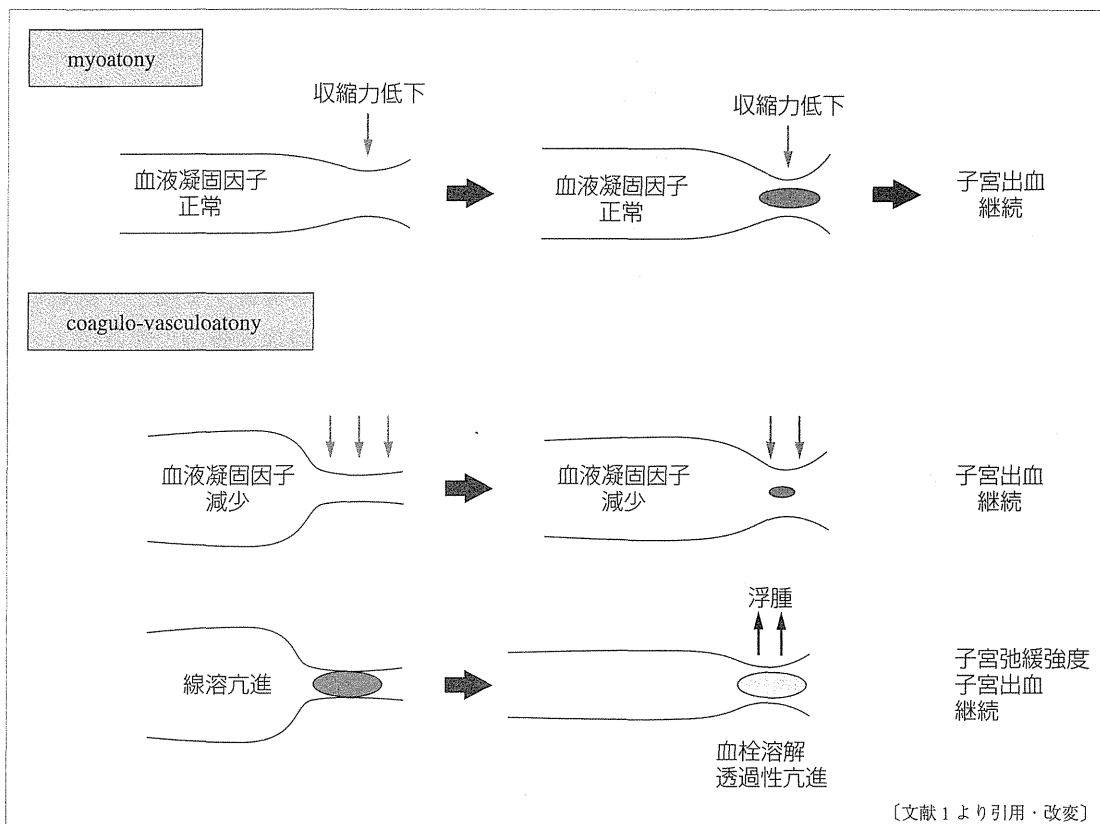 myoatony
収縮力低下
収縮力低下
血液凝固因子
正常
血液凝固因子
正常
子宮出血
継続
coagulo-vasculoatony
血液凝固因子
減少
血液凝固因子
減少
子宮出血
継続
線溶亢進
浮腫
血栓溶解
透過性亢進
子宮弛緩強度
子宮出血
継続
〔文献1より引用・改変〕